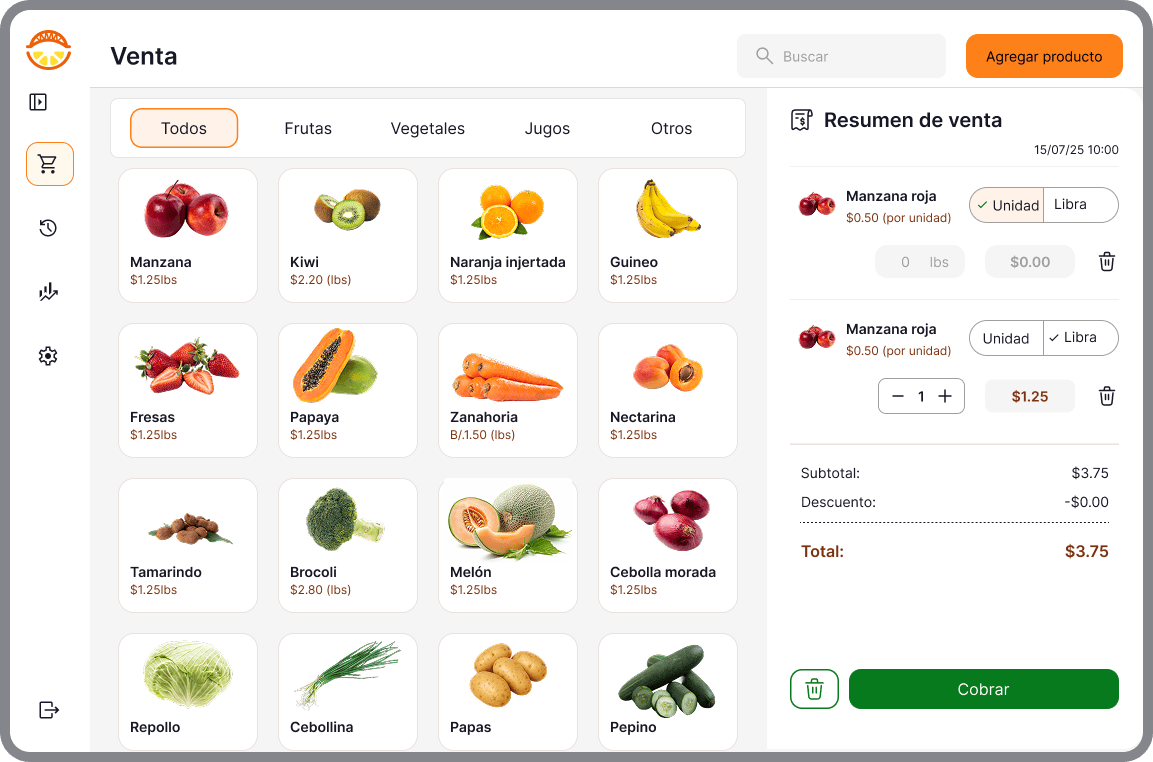 Venta
Buscar
Agregar producto
Todos
Frutas
Vegetales
Jugos
Otros
Manzana
$1.25lbs
Kiwi
$2.20 (lbs)
Naranja injertada
$1.25lbs
Guineo
$1.25lbs
Fresas
$1.25lbs
Papaya
$1.25lbs
Zanahoria
B/.1.50 (lbs)
Nectarina
$1.25lbs
Tamarindo
$1.25lbs
Brocoli
$2.80 (lbs)
Melón
$1.25lbs
Cebolla morada
$1.25lbs
Repollo
Cebollina
Papas
Pepino
Resumen de venta
15/07/25 10:00
Manzana roja
$0.50 (por unidad)
Unidad
Libra
0 lbs
$0.00
Manzana roja
$0.50 (por unidad)
Unidad
Libra
− 1 +
$1.25
Subtotal: $3.75
Descuento: -$0.00
Total: $3.75
Cobrar